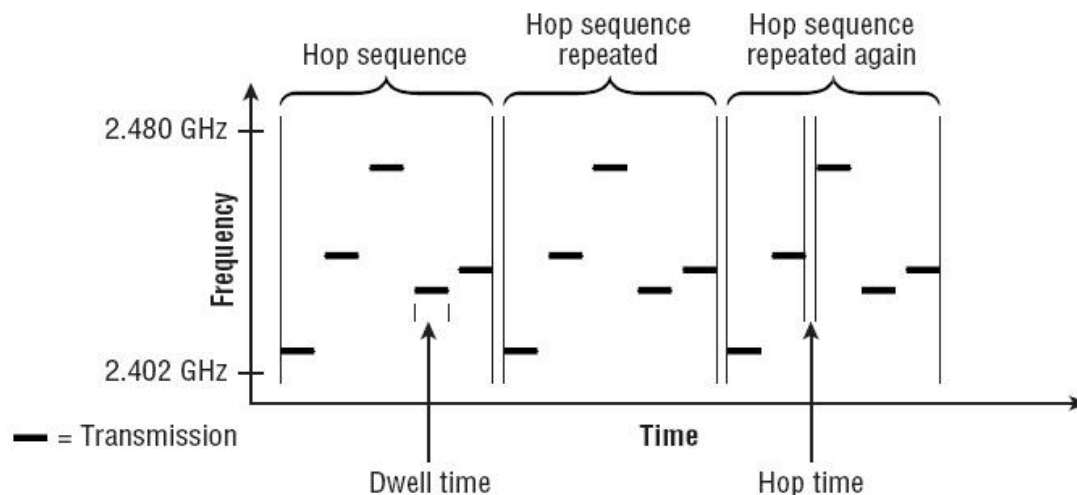 Hop sequence
Hop sequence
repeated
Hop sequence
repeated again
2.480 GHz
Frequency
2.402 GHz
= Transmission
Time
Dwell time
Hop time